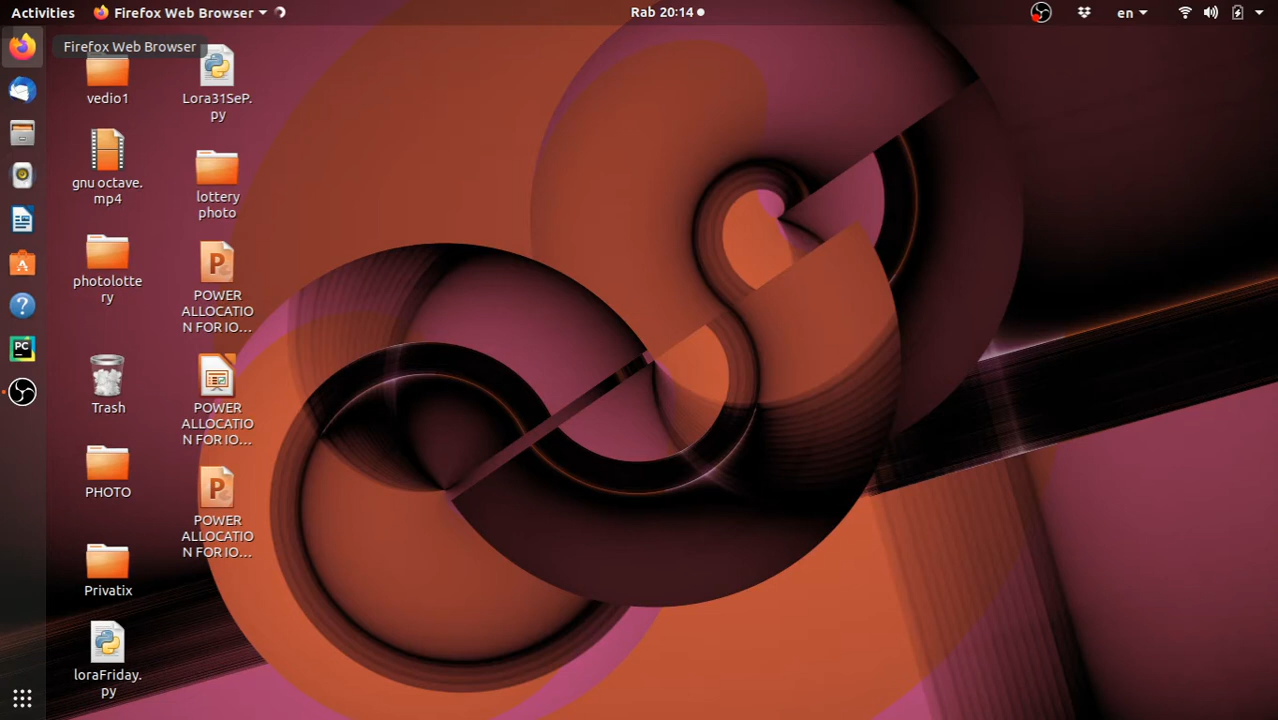 Activities
Firefox Web Browser
Rab 20:14
en
Firefox Web Browser
vedio1
Lora31SeP.
py
gnu octave.
mp4
lottery
photo
photolotte
ry
POWER
ALLOCATIO
N FOR IO...
Trash
POWER
ALLOCATIO
N FOR IO...
PHOTO
POWER
ALLOCATIO
N FOR IO...
Privatix
loraFriday.
py
PC